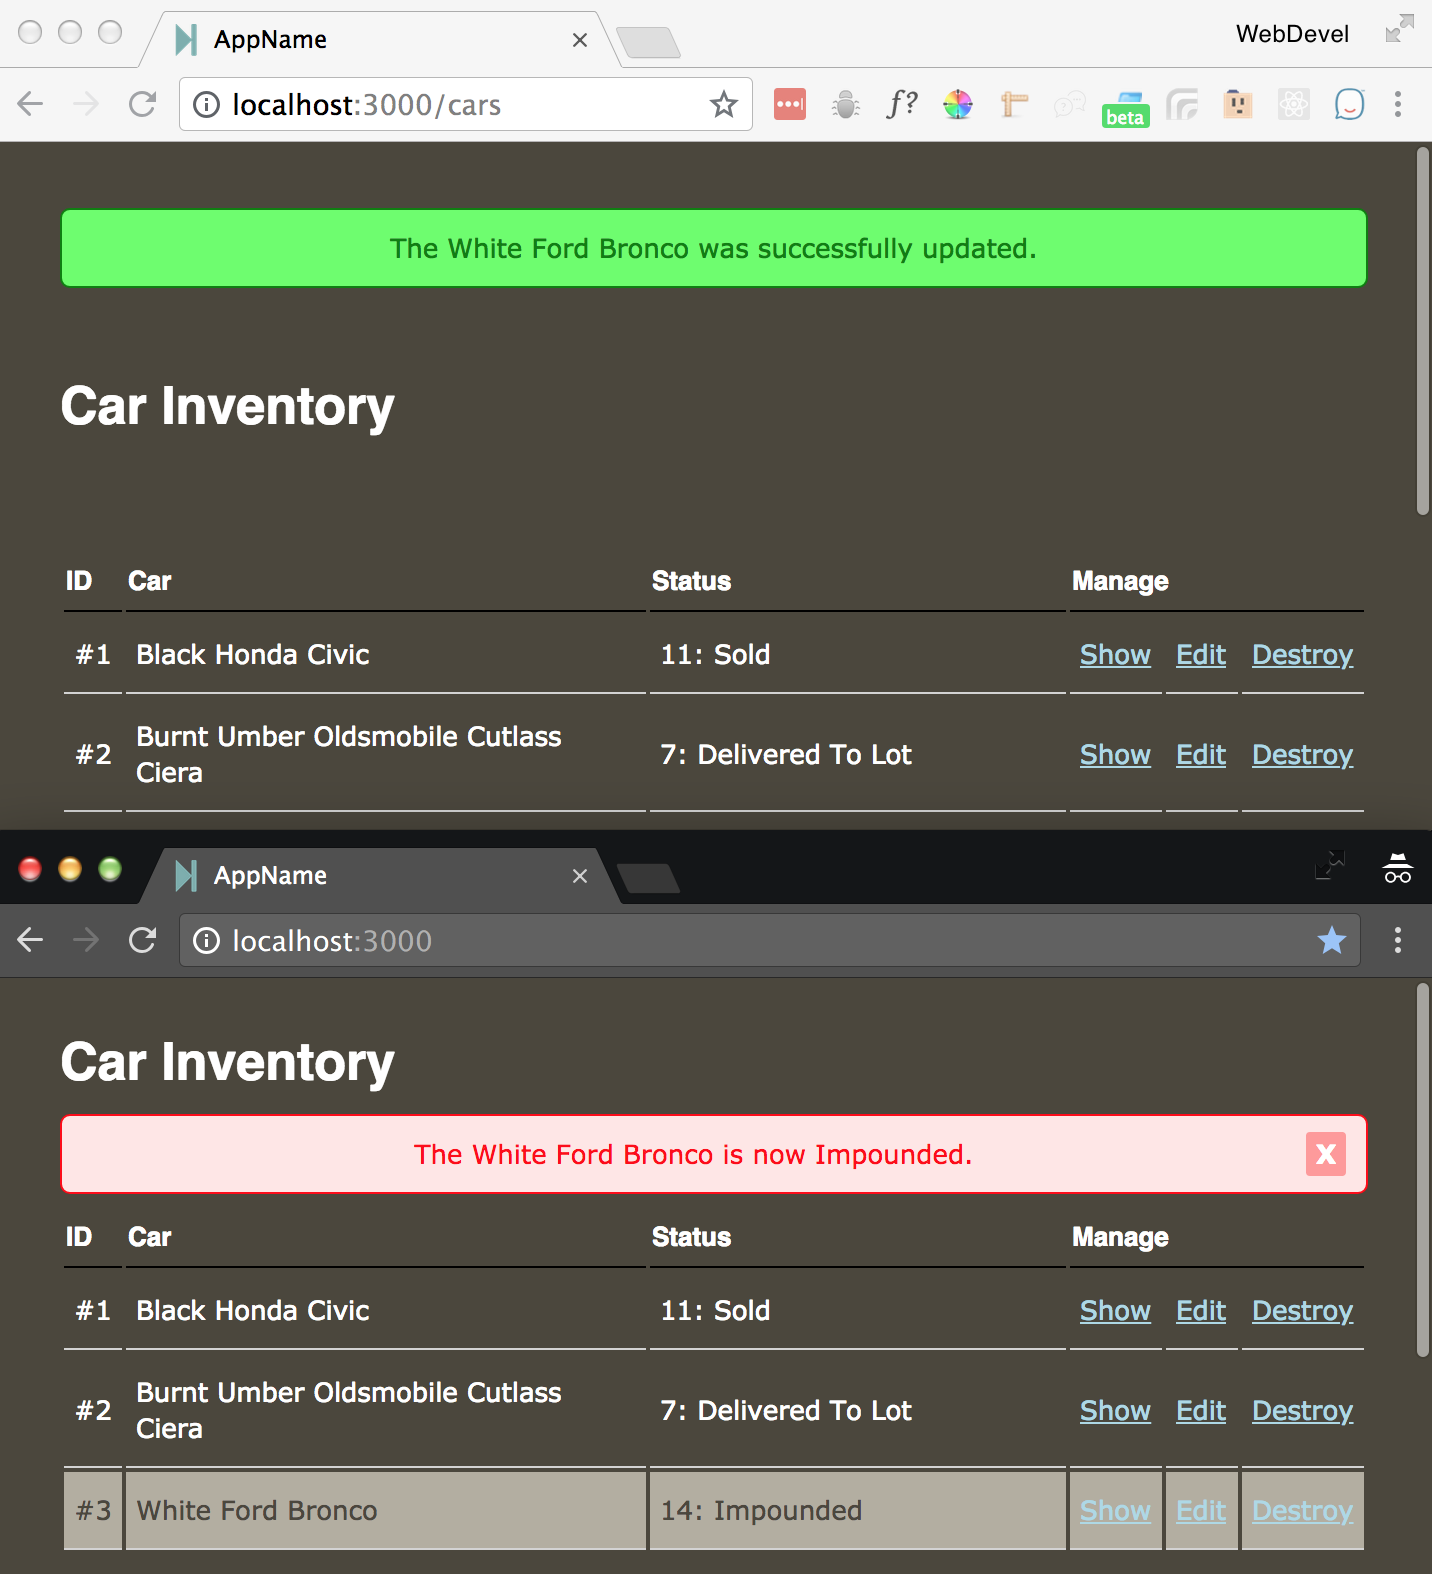 AppName
WebDevel
localhost:3000/cars
f?
beta
The White Ford Bronco was successfully updated.
Car Inventory
ID Car Status Manage
#1 Black Honda Civic 11: Sold Show Edit Destroy
#2 Burnt Umber Oldsmobile Cutlass
Ciera 7: Delivered To Lot Show Edit Destroy
AppName
localhost:3000
Car Inventory
The White Ford Bronco is now Impounded.
X
ID Car Status Manage
#1 Black Honda Civic 11: Sold Show Edit Destroy
#2 Burnt Umber Oldsmobile Cutlass
Ciera 7: Delivered To Lot Show Edit Destroy
#3 White Ford Bronco 14: Impounded Show Edit Destroy